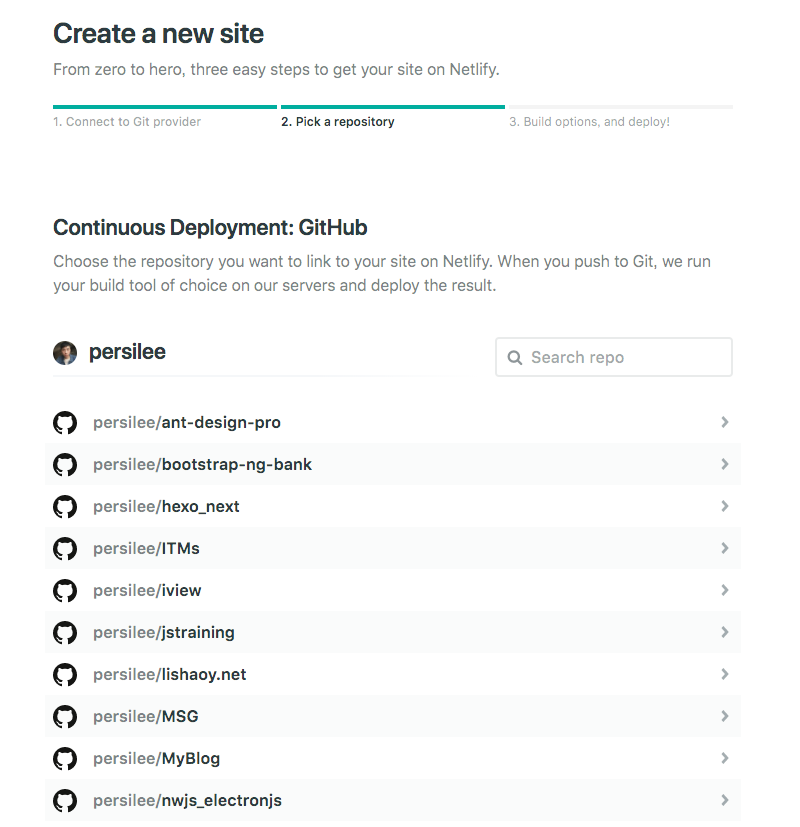 Create a new site
From zero to hero, three easy steps to get your site on Netlify.
1. Connect to Git provider
2. Pick a repository
3. Build options, and deploy!
Continuous Deployment: GitHub
Choose the repository you want to link to your site on Netlify. When you push to Git, we run
your build tool of choice on our servers and deploy the result.
persilee
Search repo
persilee/ant-design-pro
persilee/bootstrap-ng-bank
persilee/hexo_next
persilee/ITMs
persilee/iview
persilee/jstraining
persilee/lishaoy.net
persilee/MSG
persilee/MyBlog
persilee/nwjs_electronjs